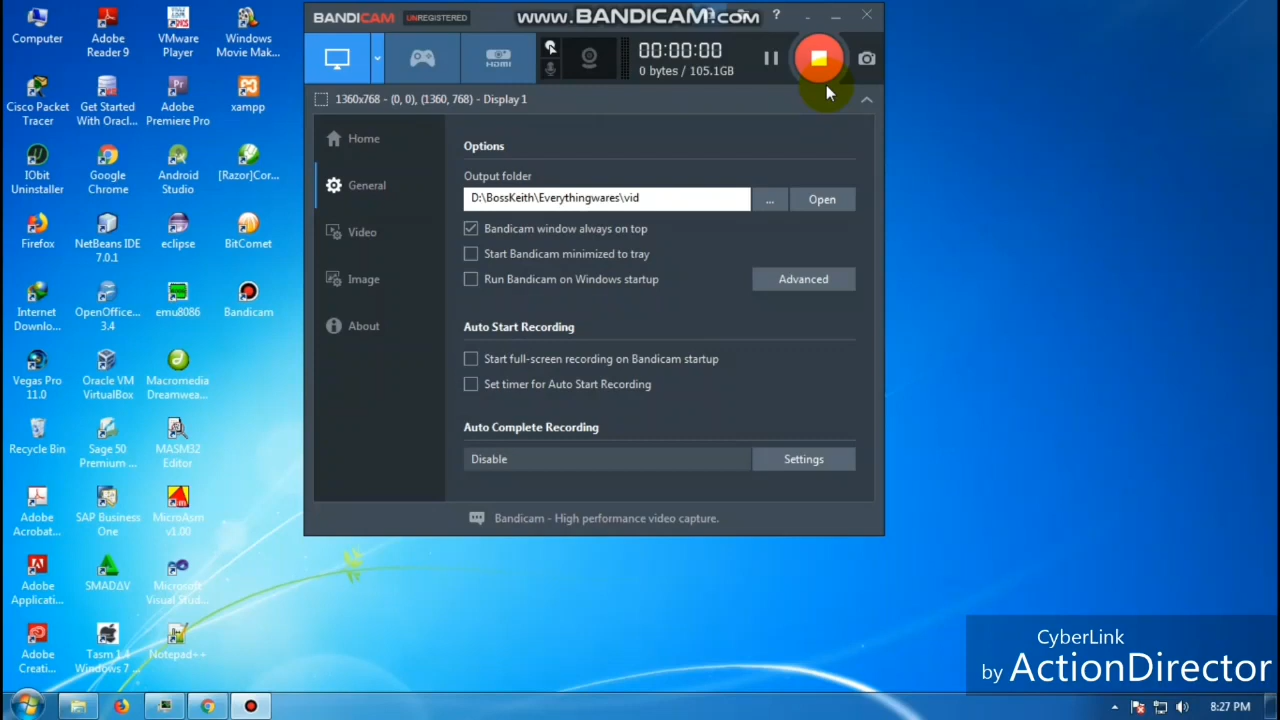 Computer
Adobe
Reader 9
VMware
Player
Windows
Movie Mak...
Cisco Packet
Tracer
Get Started
With Oracl...
Adobe
Premiere Pro
xampp
IObit
Uninstaller
Google
Chrome
Android
Studio
[Razor]Cor...
Firefox
NetBeans IDE
7.0.1
eclipse
BitComet
Internet
Downlo...
OpenOffice...
3.4
emu8086
Bandicam
Vegas Pro
11.0
Oracle VM
VirtualBox
Macromedia
Dreamwea...
Recycle Bin
Sage 50
Premium ...
MASM32
Editor
Adobe
Acrobat...
SAP Business
One
MicroAsm
v1.00
Adobe
Applicati...
SMADΔV
Microsoft
Visual Stud...
Adobe
Creati...
Tasm 1.4
Windows 7 ...
Notepad++
BANDICAM UNREGISTERED
www.BANDICAM.com
?
HDMI
00:00:00
0 bytes / 105.1GB
1360x768 - (0, 0), (1360, 768) - Display 1
Home
General
Video
Image
About
Options
Output folder
D:\BossKeith\Everythingwares\vid
...
Open
Bandicam window always on top
Start Bandicam minimized to tray
Run Bandicam on Windows startup
Advanced
Auto Start Recording
Start full-screen recording on Bandicam startup
Set timer for Auto Start Recording
Auto Complete Recording
Disable
Settings
Bandicam - High performance video capture.
CyberLink
by ActionDirector
8:27 PM